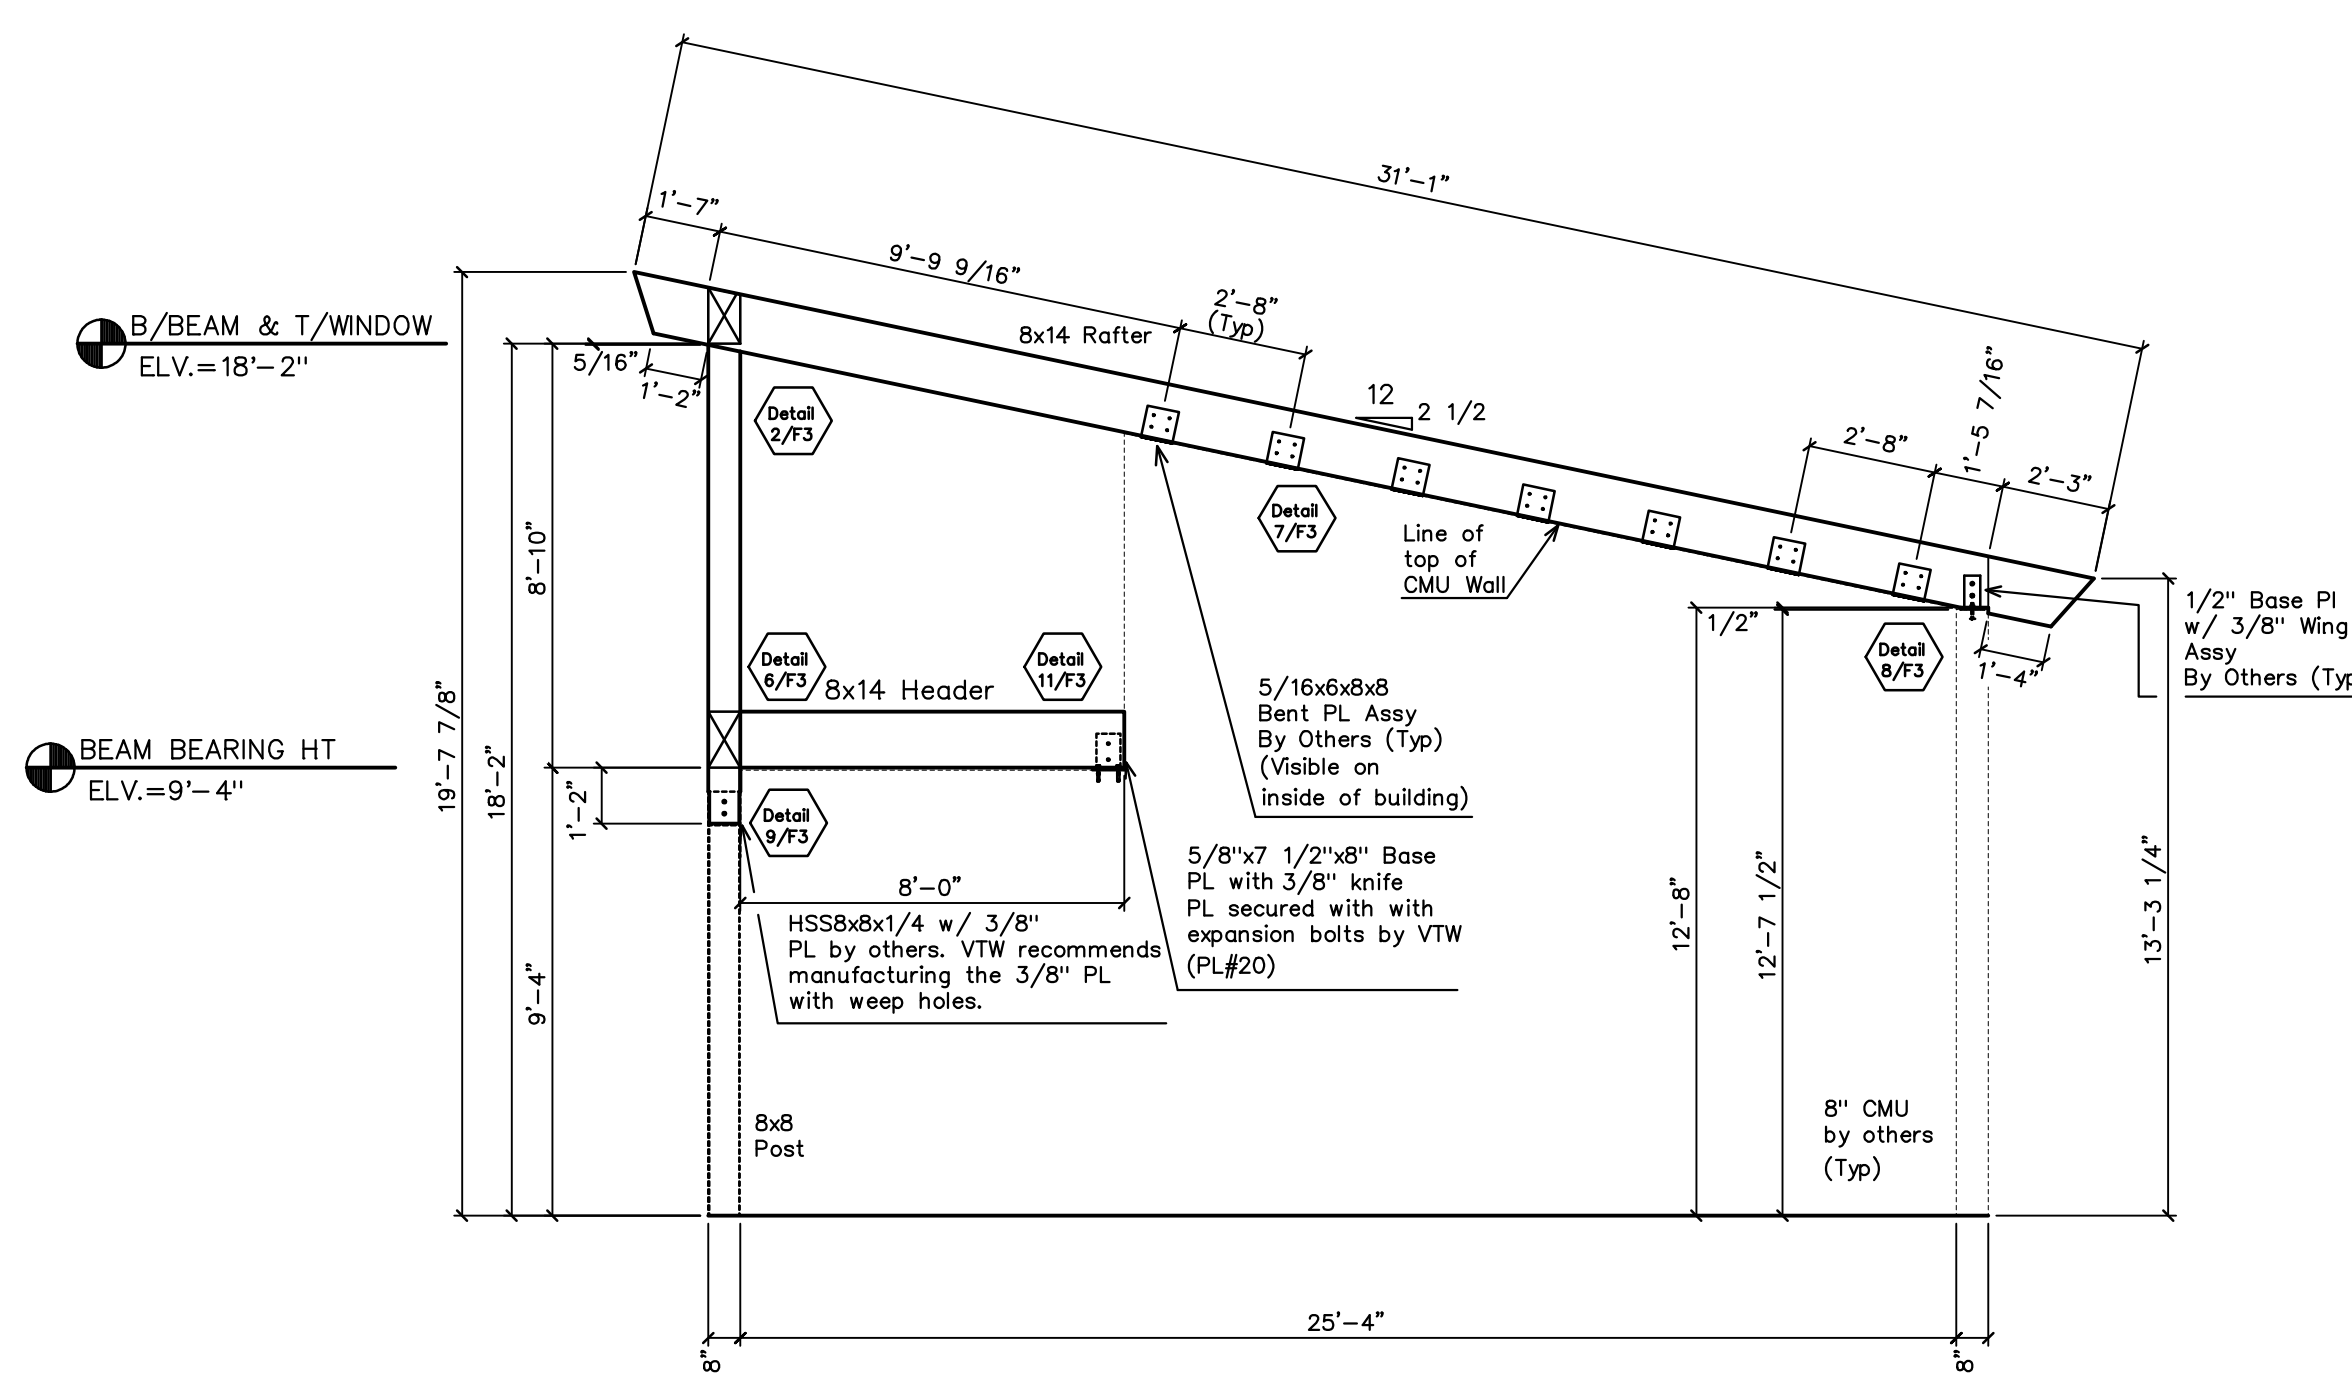 31'-1"
1'-7"
9'-9 9/16"
2'-8"
(Typ)
8x14 Rafter
B/BEAM & T/WINDOW
ELV.=18'-2"
5/16"
1'-2"
Detail
2/F3
12
2 1/2
2'-8"
1'-5 7/16"
2'-3"
Detail
7/F3
Line of
top of
CMU Wall
8'-10"
1/2"
Detail
8/F3
1'-4"
1/2" Base Pl
w/ 3/8" Wing
Assy
By Others (Typ
Detail
6/F3
8x14 Header
Detail
11/F3
5/16x6x8x8
Bent PL Assy
By Others (Typ)
(Visible on
inside of building)
BEAM BEARING HT
ELV.=9'-4"
19'-7 7/8"
18'-2"
1'-2"
Detail
9/F3
5/8"x7 1/2"x8" Base
PL with 3/8" knife
PL secured with with
expansion bolts by VTW
(PL#20)
8'-0"
HSS8x8x1/4 w/ 3/8"
PL by others. VTW recommends
manufacturing the 3/8" PL
with weep holes.
9'-4"
12'-8"
12'-7 1/2"
13'-3 1/4"
8x8
Post
8" CMU
by others
(Typ)
25'-4"
8"
8"